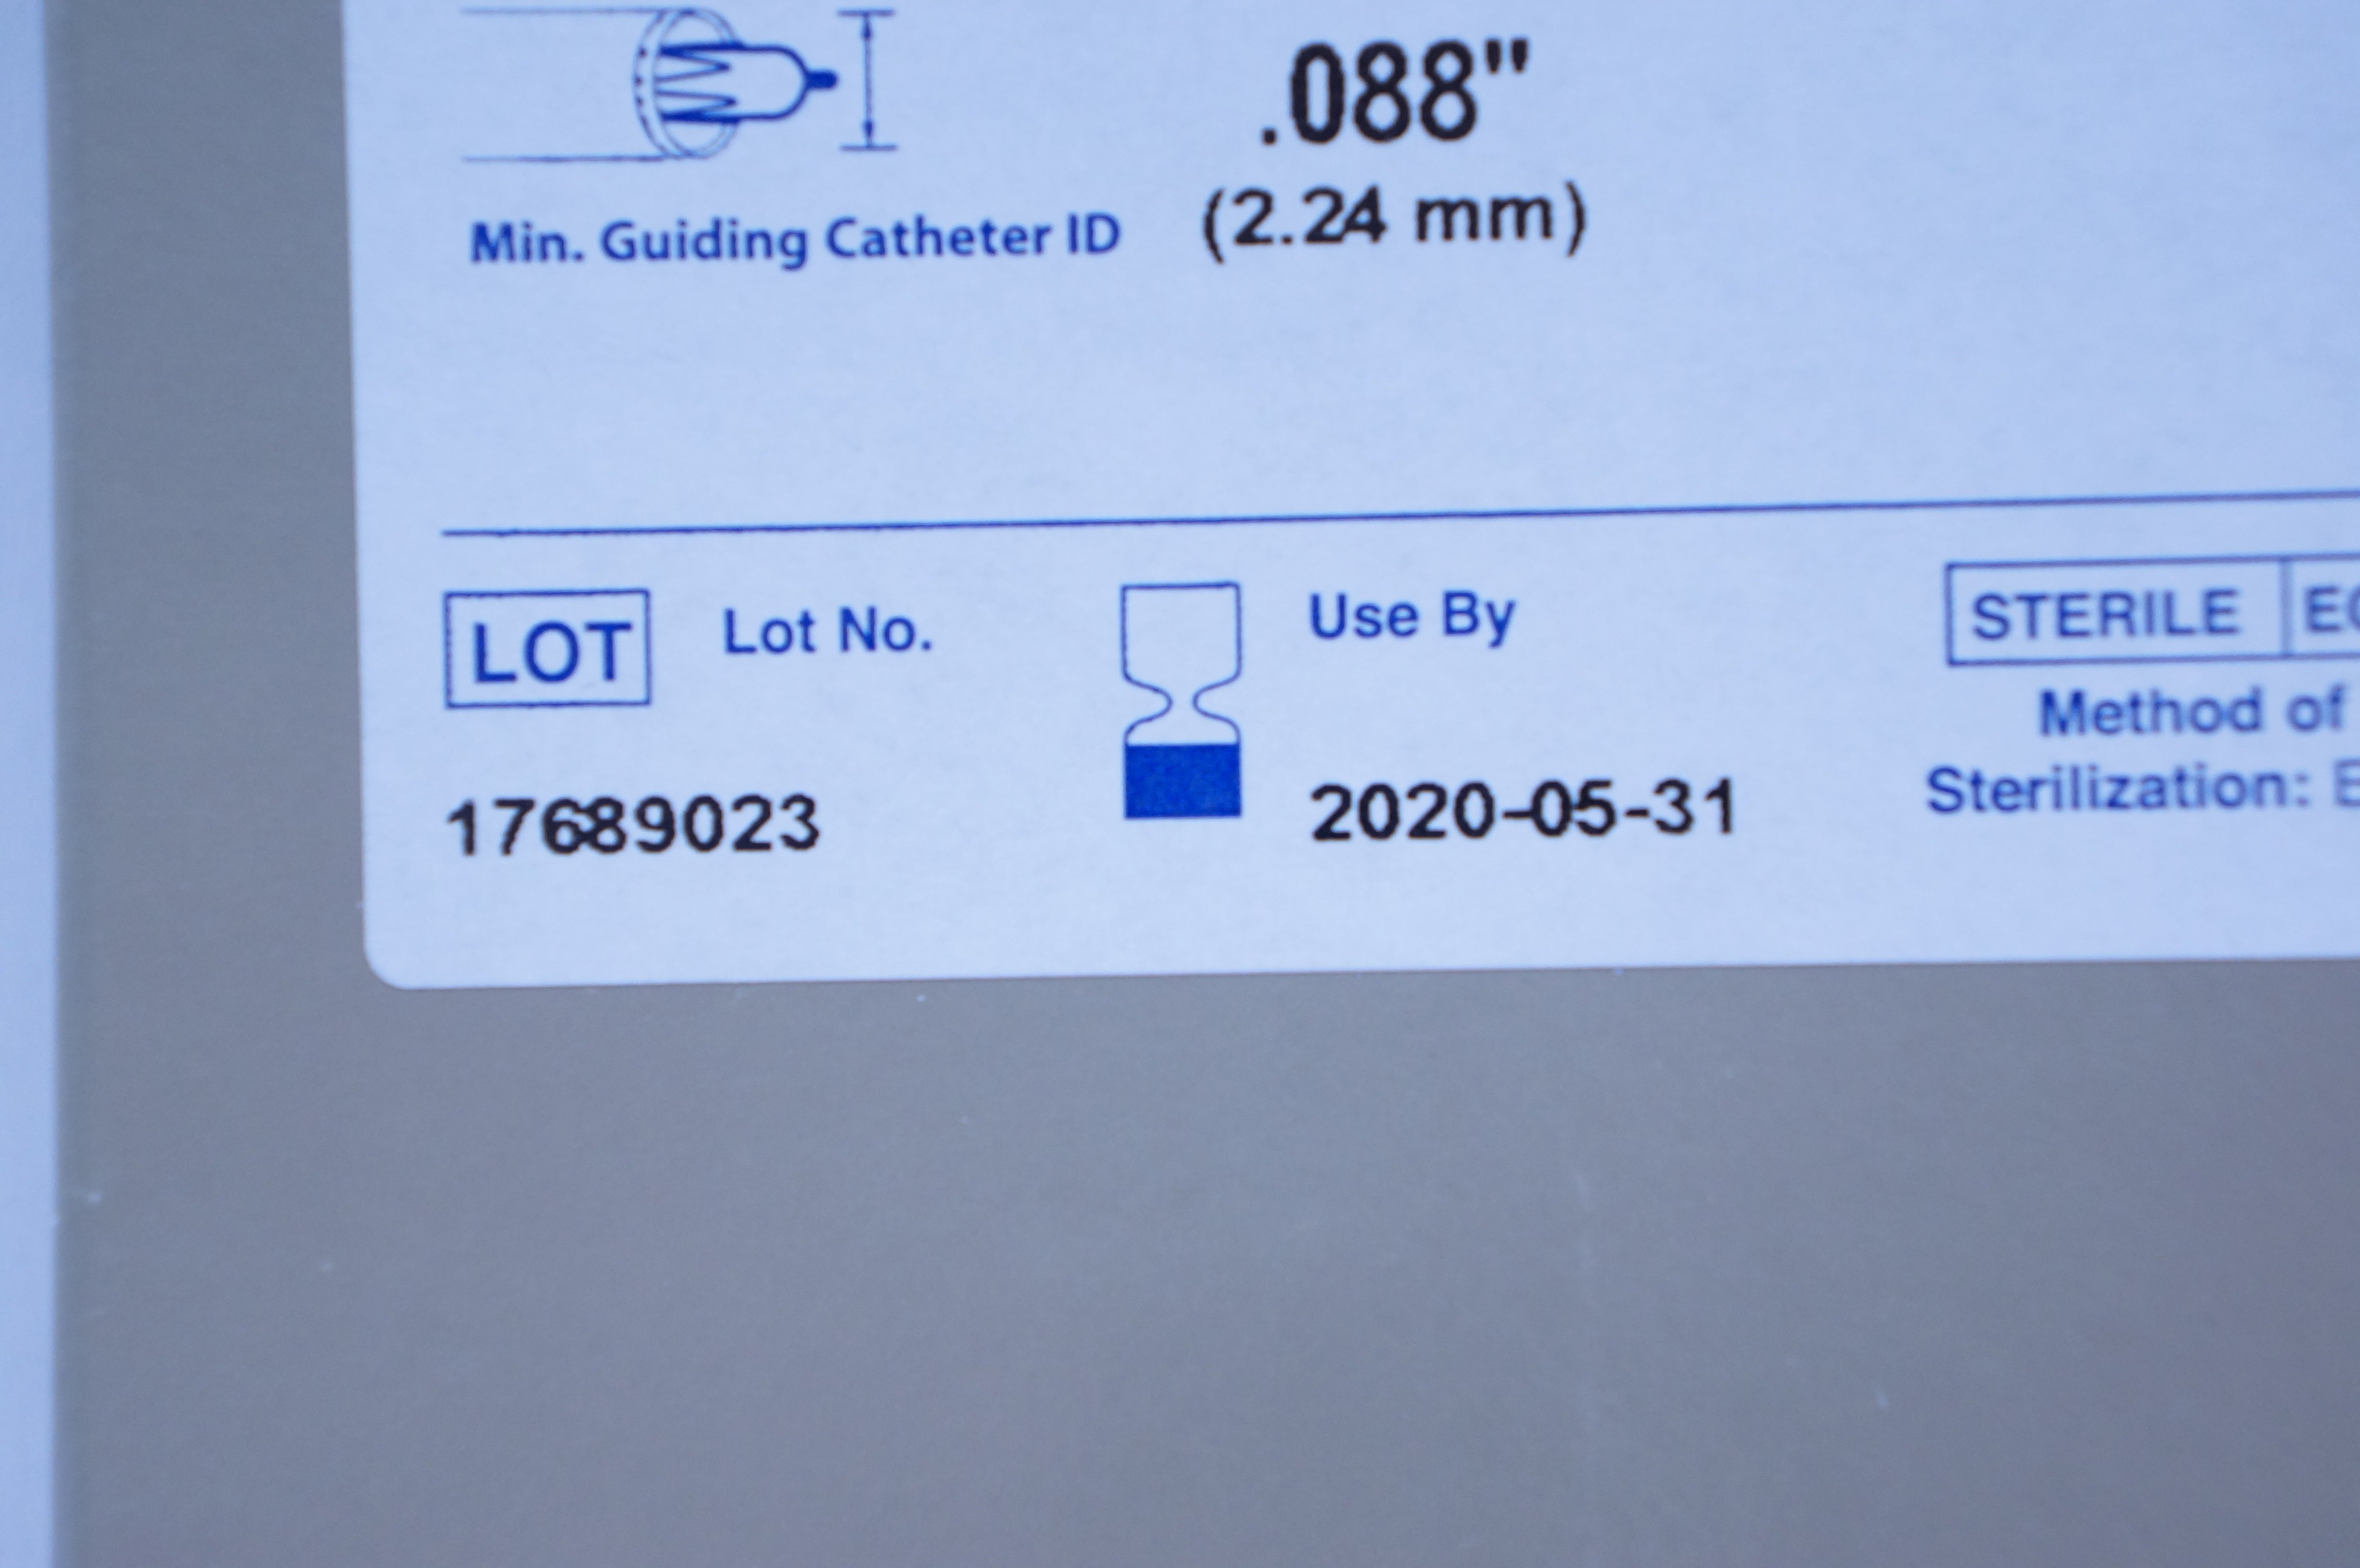 .088"
Min. Guiding Catheter ID (2.24 mm)
LOT Lot No. Use By STERILE
Method of
17689023 2020-05-31 Sterilization: